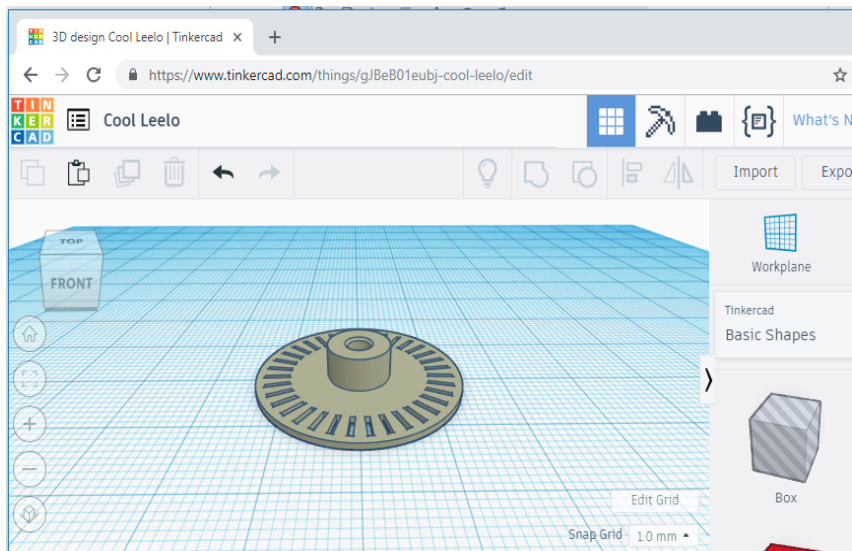 3D design Cool Leelo | Tinkercad
https://www.tinkercad.com/things/gJBeB01eubj-cool-leelo/edit
TIN
KER
CAD
Cool Leelo
What's N
Import
Expo
TOP
FRONT
Workplane
Tinkercad
Basic Shapes
Box
Edit Grid
Snap Grid 1.0 mm